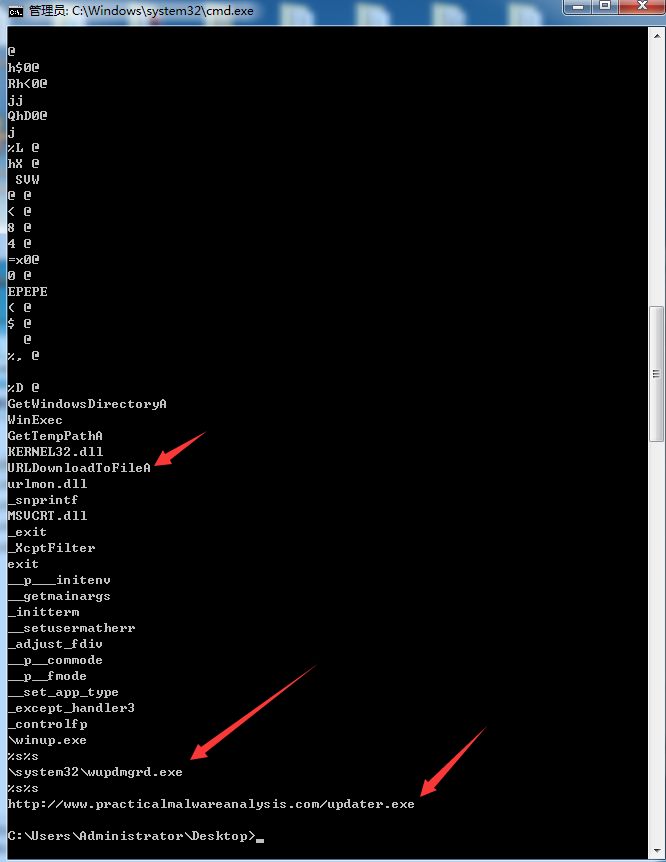 管理员: C:\Windows\system32\cmd.exe
@
h$0@
Rh<0@
jj
QhD0@
j
%L @
hX @
SVW
@ @
< @
8 @
4 @
=x0@
0 @
EPEPE
< @
$ @
@
%, @
%D @
GetWindowsDirectoryA
WinExec
GetTempPathA
KERNEL32.dll
URLDownloadToFileA
urlmon.dll
_snprintf
MSVCRT.dll
_exit
_XcptFilter
exit
__p___initenv
__getmainargs
_initterm
__setusermatherr
_adjust_fdiv
__p__commode
__p__fmode
__set_app_type
_except_handler3
_controlfp
\winup.exe
%s%s
\system32\wupdmgrd.exe
%s%s
http://www.practicalmalwareanalysis.com/updater.exe
C:\Users\Administrator\Desktop>_